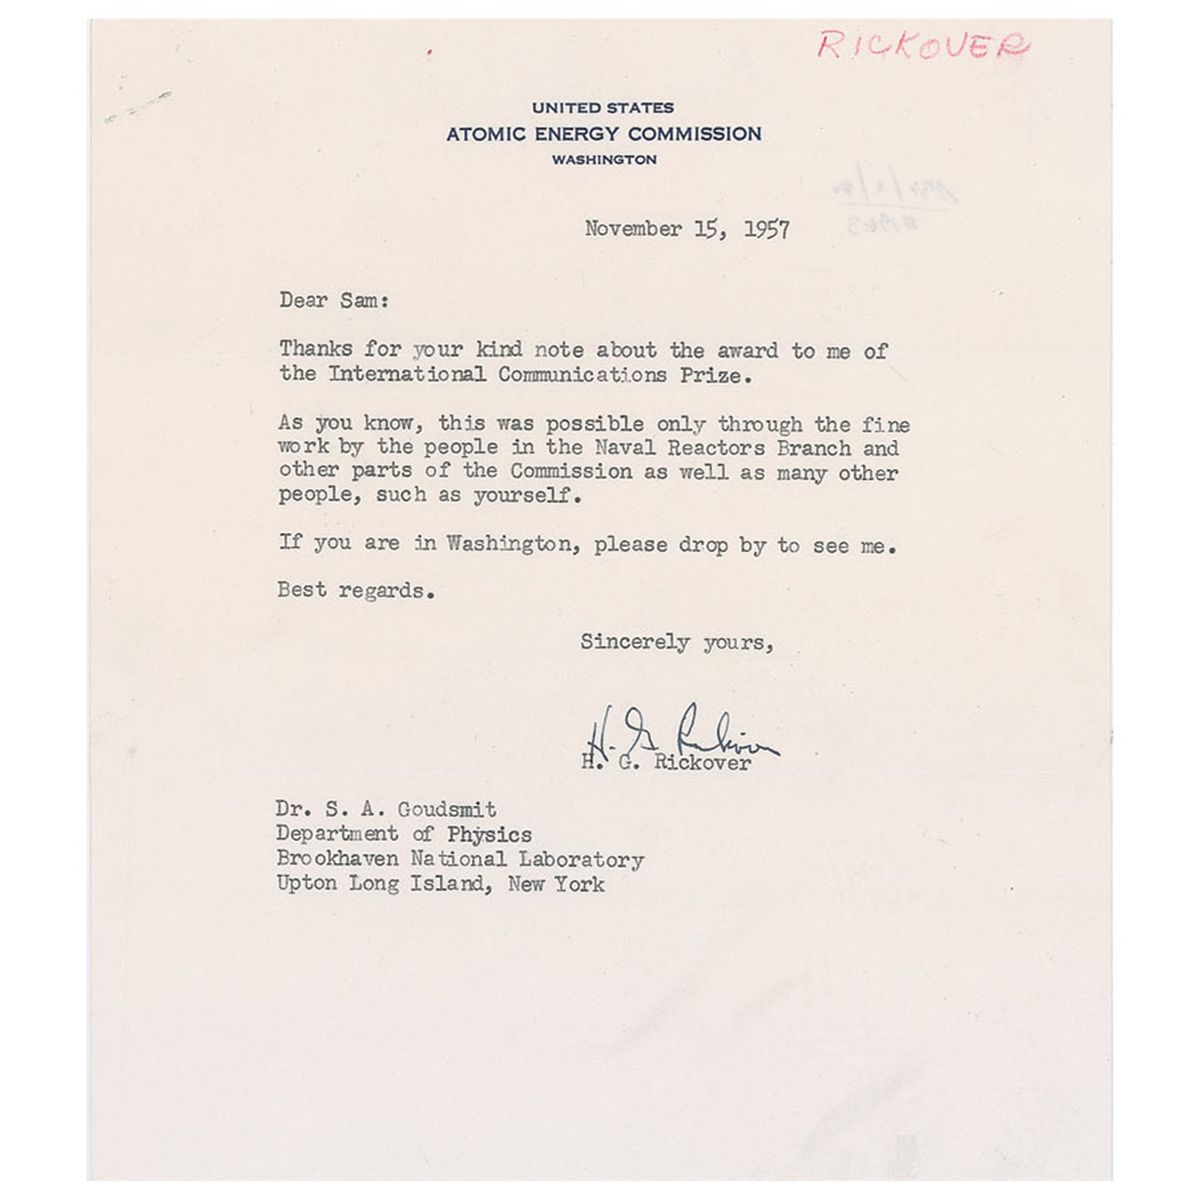 RICKOVER
UNITED STATES
ATOMIC ENERGY COMMISSION
WASHINGTON
November 15, 1957
Dear Sam:
Thanks for your kind note about the award to me of
the International Communications Prize.
As you know, this was possible only through the fine
work by the people in the Naval Reactors Branch and
other parts of the Commission as well as many other
people, such as yourself.
If you are in Washington, please drop by to see me.
Best regards.
Sincerely yours,
H. G. Rickover
H. G. Rickover
Dr. S. A. Goudsmit
Department of Physics
Brookhaven National Laboratory
Upton Long Island, New York